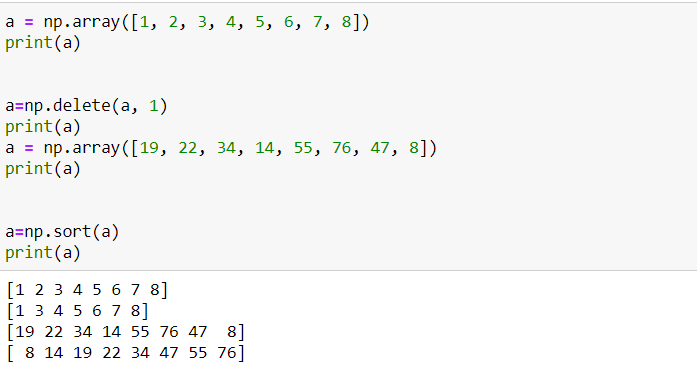 a = np.array([1, 2, 3, 4, 5, 6, 7, 8])
print(a)
a=np.delete(a, 1)
print(a)
a = np.array([19, 22, 34, 14, 55, 76, 47, 8])
print(a)
a=np.sort(a)
print(a)
[1 2 3 4 5 6 7 8]
[1 3 4 5 6 7 8]
[19 22 34 14 55 76 47  8]
[ 8 14 19 22 34 47 55 76]